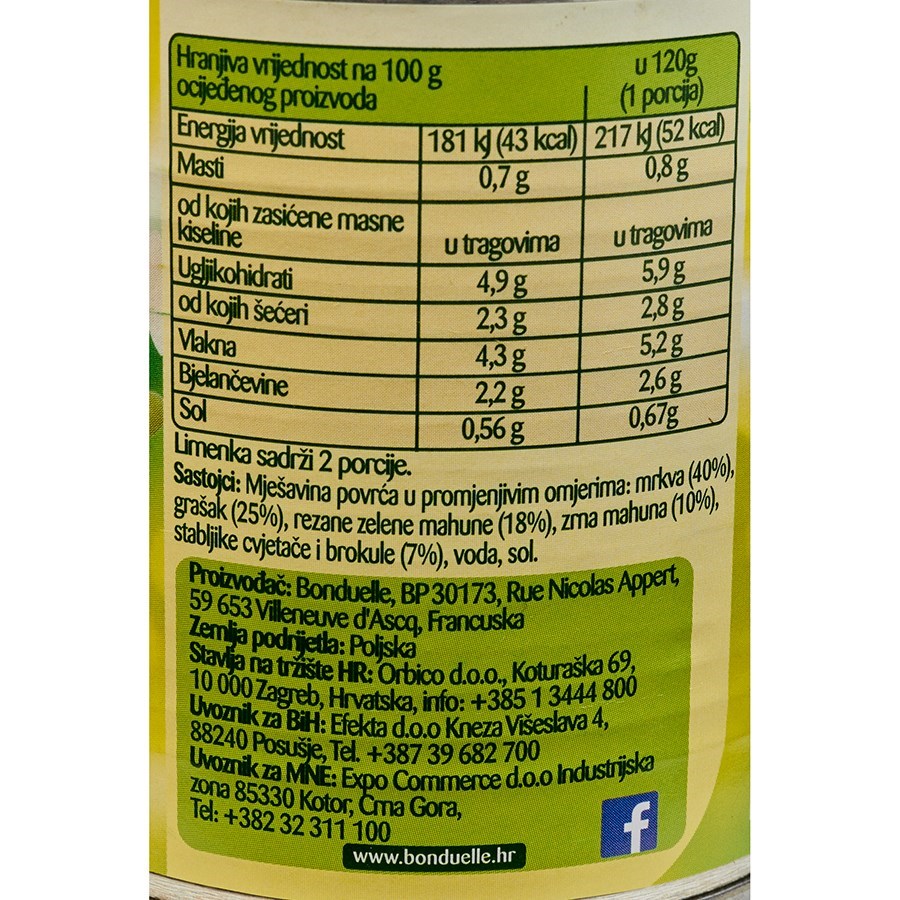 Hranjiva vrijednost na 100 g u 120g
ocijeđenog proizvoda (1 porcija)
Energija vrijednost 181 kJ (43 kcal) 217 kJ (52 kcal)
Masti 0,7 g 0,8 g
od kojih zasićene masne
kiseline u tragovima u tragovima
Ugljikohidrati 4,9 g 5,9 g
od kojih šećeri 2,3 g 2,8 g
Vlakna 4,3 g 5,2 g
Bjelančevine 2,2 g 2,6 g
Sol 0,56 g 0,67g
Limenka sadrži 2 porcije.
Sastojci: Mješavina povrća u promjenjivim omjerima: mrkva (40%),
grašak (25%), rezane zelene mahune (18%), zrna mahuna (10%),
stabljike cvjetače i brokule (7%), voda, sol.
Proizvođač: Bonduelle, BP 30173, Rue Nicolas Appert,
59 653 Villeneuve d'Ascq, Francuska
Zemlja podrijetla: Poljska
Stavlja na tržište HR: Orbico d.o.o., Koturaška 69,
10 000 Zagreb, Hrvatska, info: +385 1 3444 800
Uvoznik za BiH: Efekta d.o.o Kneza Višeslava 4,
88240 Posušje, Tel. +387 39 682 700
Uvoznik za MNE: Expo Commerce d.o.o Industrijska
zona 85330 Kotor, Crna Gora,
Tel: +382 32 311 100
www.bonduelle.hr
f